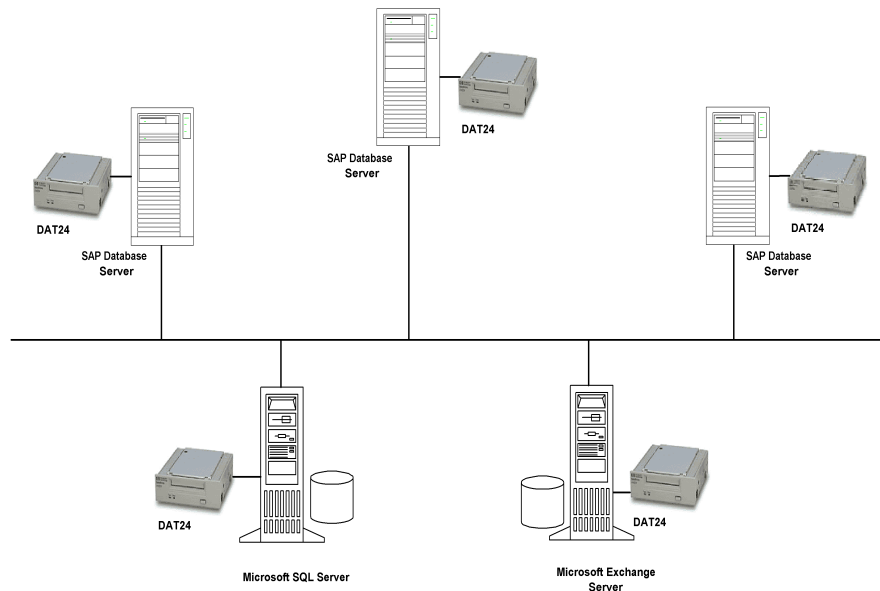 DAT24
SAP Database
Server
DAT24
SAP Database
Server
DAT24
SAP Database
Server
DAT24
Microsoft SQL Server
DAT24
Microsoft Exchange
Server